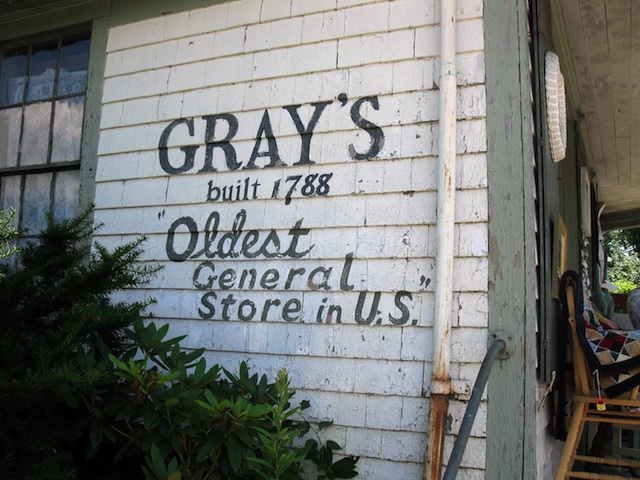 GRAY'S
built 1788
"Oldest
General
Store in U.S."